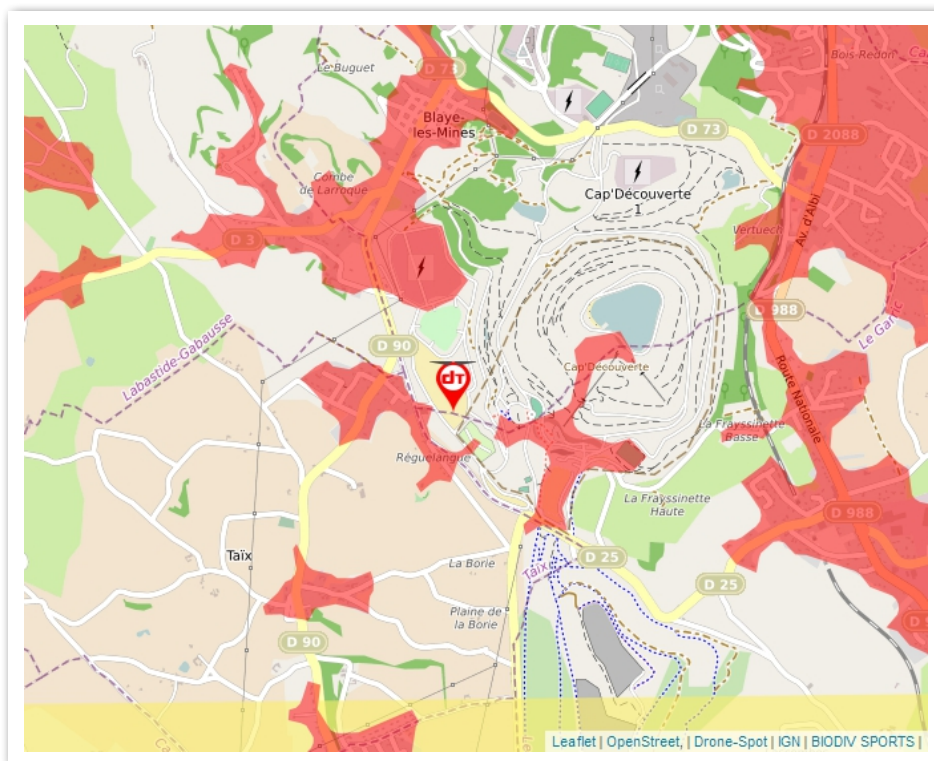 Le Buguet
D 73
Bois-Redon
Blaye-
les-Mines
D 73
D 2088
Combe
de Larroque
Cap'Découverte
1
Av. d'Albi
Vertuech
D 3
D 988
Labastide-Gabausse
D 90
Le Garric
Cap'Découverte
dT
Route Nationale
La Frayssinette
Basse
Réguelangue
La Frayssinette
Haute
D 988
Taïx
La Borie
D 25
Taïx
D 25
Plaine de
la Borie
D 90
Leaflet | OpenStreet, | Drone-Spot | IGN | BIODIV SPORTS |